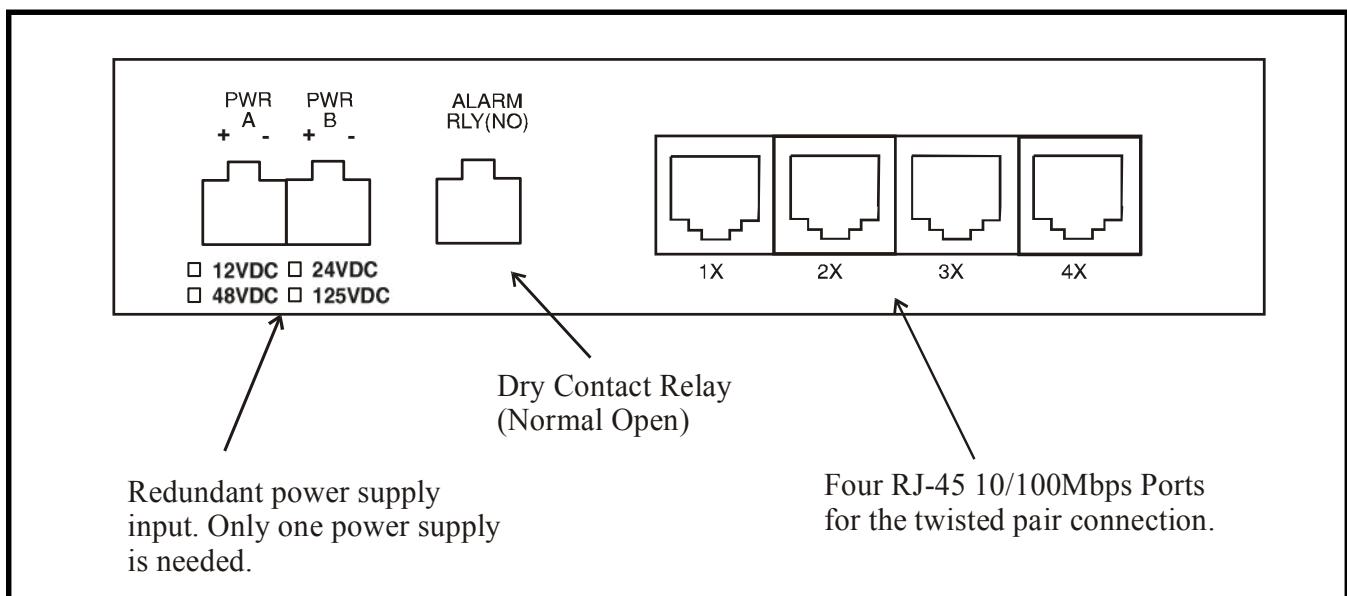 PWR PWR ALARM
A B RLY(NO)
+ - + -
☐ 12VDC ☐ 24VDC
☐ 48VDC ☐ 125VDC
1X 2X 3X 4X
Dry Contact Relay
(Normal Open)
Redundant power supply
input. Only one power supply
is needed.
Four RJ-45 10/100Mbps Ports
for the twisted pair connection.